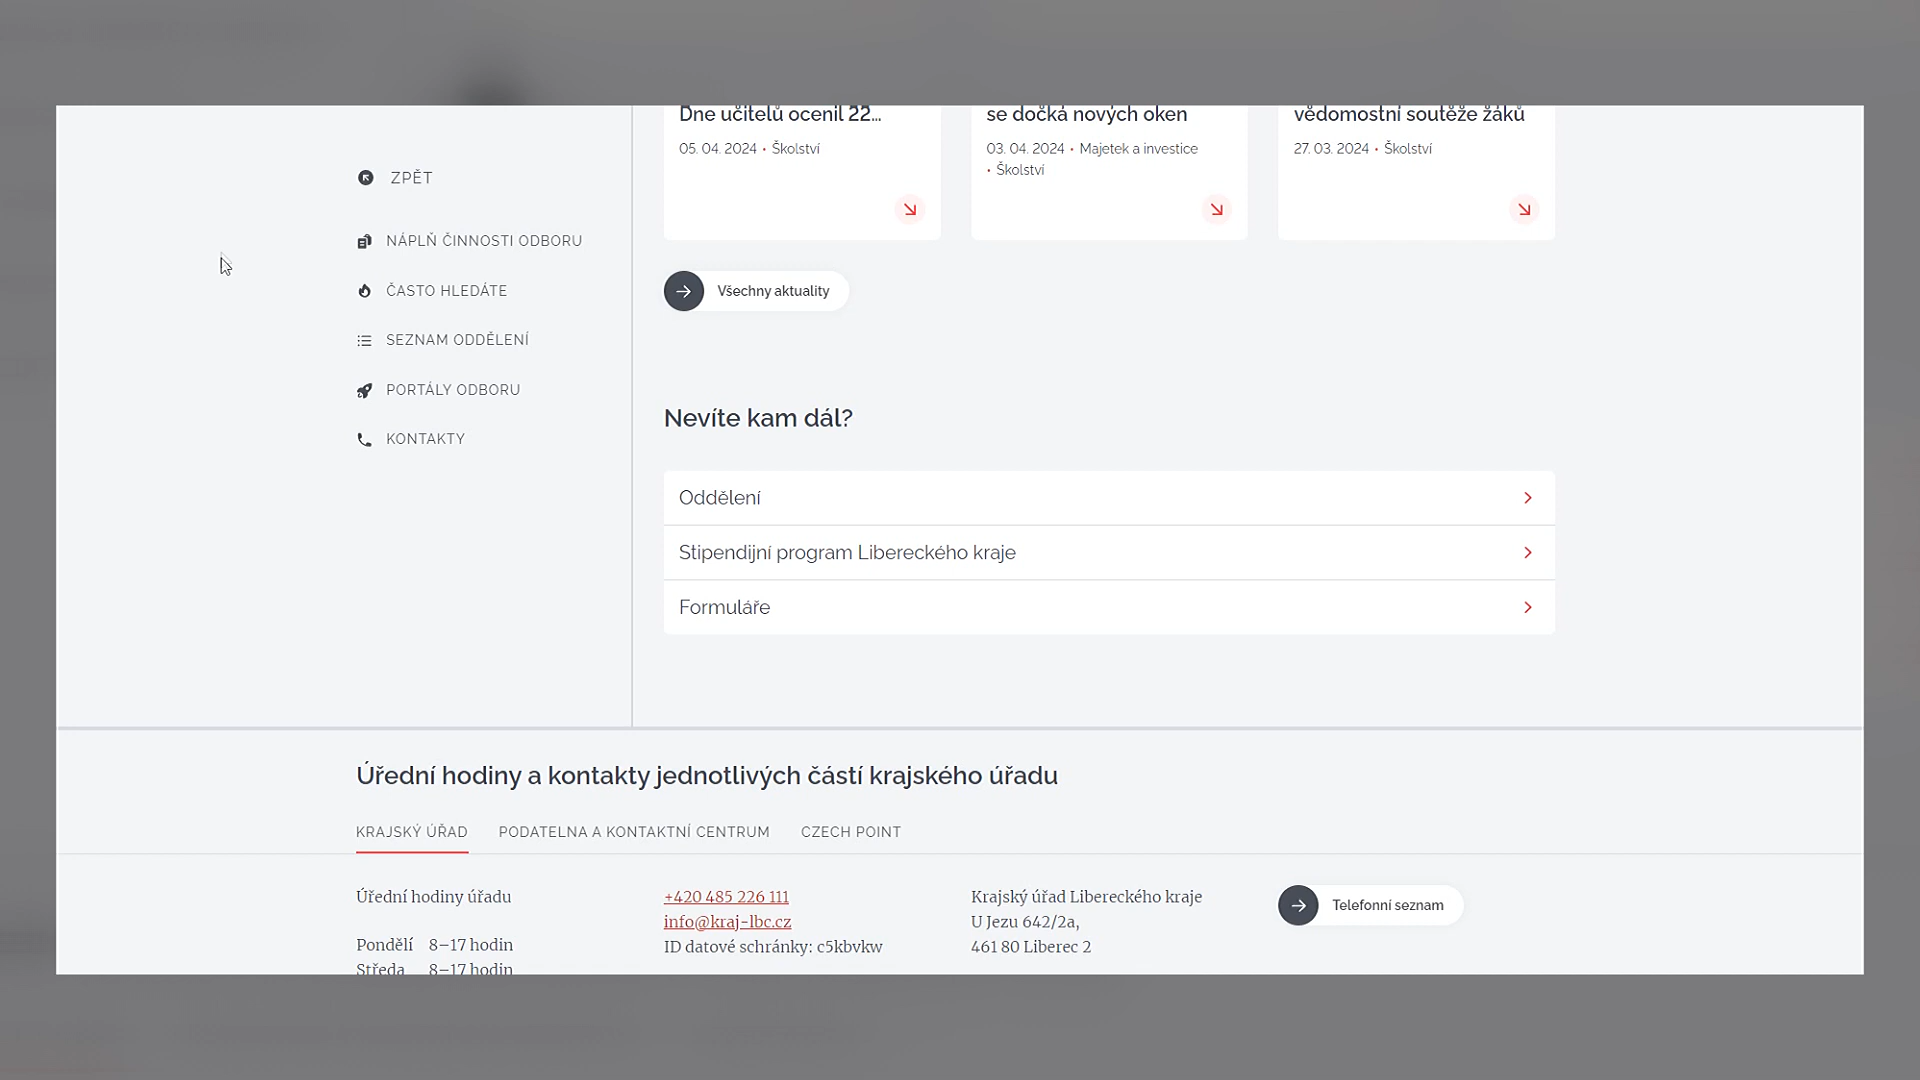 ZPĚT
NÁPLŇ ČINNOSTI ODBORU
ČASTO HLEDÁTE
SEZNAM ODDĚLENÍ
PORTÁLY ODBORU
KONTAKTY
Dne učitelů ocenil 22...
05. 04. 2024 • Školství
se dočká nových oken
03. 04. 2024 • Majetek a investice
• Školství
vědomostní soutěže žáků
27. 03. 2024 • Školství
Všechny aktuality
Nevíte kam dál?
Oddělení
Stipendijní program Libereckého kraje
Formuláře
Úřední hodiny a kontakty jednotlivých částí krajského úřadu
KRAJSKÝ ÚŘAD PODATELNA A KONTAKTNÍ CENTRUM CZECH POINT
Úřední hodiny úřadu
Pondělí 8–17 hodin
Středa 8–17 hodin
+420 485 226 111
info@kraj-lbc.cz
ID datové schránky: c5kbvkw
Krajský úřad Libereckého kraje
U Jezu 642/2a,
461 80 Liberec 2
Telefonní seznam